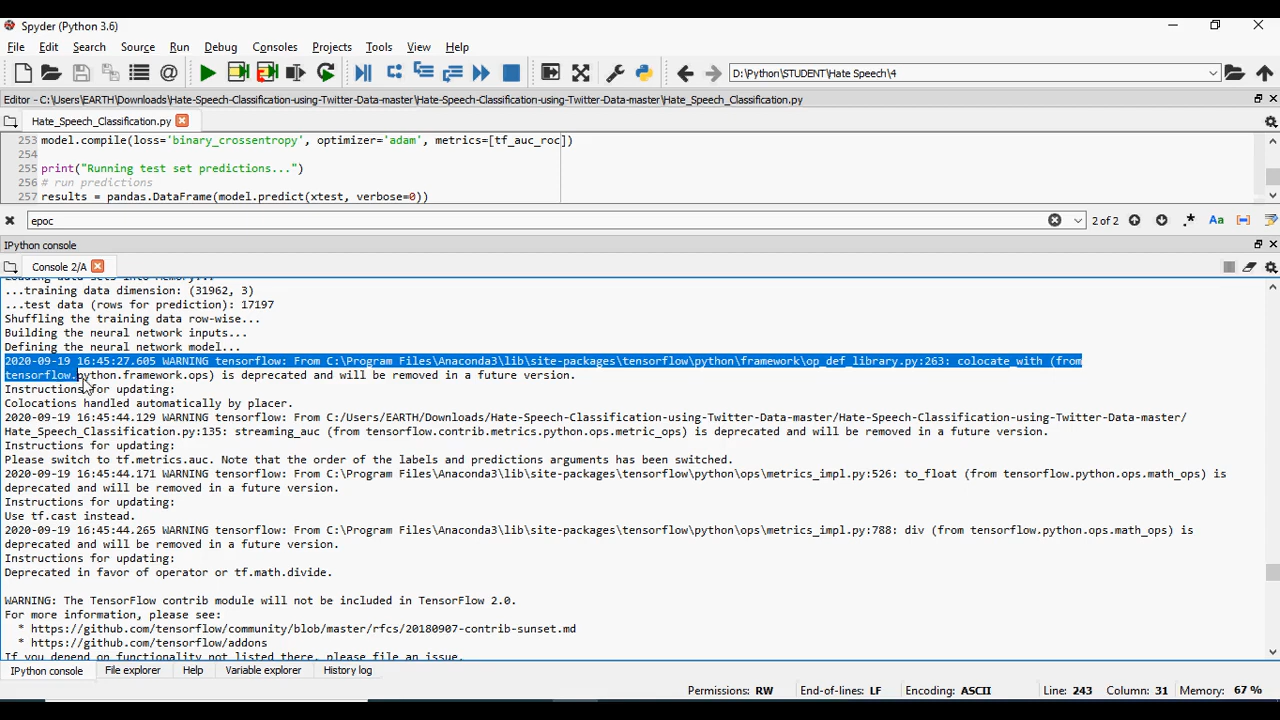 Spyder (Python 3.6)
File Edit Search Source Run Debug Consoles Projects Tools View Help
D:\Python\STUDENT\Hate Speech\4
Editor - C:\Users\EARTH\Downloads\Hate-Speech-Classification-using-Twitter-Data-master\Hate-Speech-Classification-using-Twitter-Data-master\Hate_Speech_Classification.py
Hate_Speech_Classification.py
253 model.compile(loss='binary_crossentropy', optimizer='adam', metrics=[tf_auc_roc])
254
255 print("Running test set predictions...")
256 # run predictions
257 results = pandas.DataFrame(model.predict(xtest, verbose=0))
epoc
2 of 2
Aa
IPython console
Console 2/A
Loading data sets into memory...
...training data dimension: (31962, 3)
...test data (rows for prediction): 17197
Shuffling the training data row-wise...
Building the neural network inputs...
Defining the neural network model...
2020-09-19 16:45:27.605 WARNING tensorflow: From C:\Program Files\Anaconda3\lib\site-packages\tensorflow\python\framework\op_def_library.py:263: colocate_with (from
tensorflow.python.framework.ops) is deprecated and will be removed in a future version.
Instructions for updating:
Colocations handled automatically by placer.
2020-09-19 16:45:44.129 WARNING tensorflow: From C:/Users/EARTH/Downloads/Hate-Speech-Classification-using-Twitter-Data-master/Hate-Speech-Classification-using-Twitter-Data-master/
Hate_Speech_Classification.py:135: streaming_auc (from tensorflow.contrib.metrics.python.ops.metric_ops) is deprecated and will be removed in a future version.
Instructions for updating:
Please switch to tf.metrics.auc. Note that the order of the labels and predictions arguments has been switched.
2020-09-19 16:45:44.171 WARNING tensorflow: From C:\Program Files\Anaconda3\lib\site-packages\tensorflow\python\ops\metrics_impl.py:526: to_float (from tensorflow.python.ops.math_ops) is
deprecated and will be removed in a future version.
Instructions for updating:
Use tf.cast instead.
2020-09-19 16:45:44.265 WARNING tensorflow: From C:\Program Files\Anaconda3\lib\site-packages\tensorflow\python\ops\metrics_impl.py:788: div (from tensorflow.python.ops.math_ops) is
deprecated and will be removed in a future version.
Instructions for updating:
Deprecated in favor of operator or tf.math.divide.
WARNING: The TensorFlow contrib module will not be included in TensorFlow 2.0.
For more information, please see:
* https://github.com/tensorflow/community/blob/master/rfcs/20180907-contrib-sunset.md
* https://github.com/tensorflow/addons
If you depend on functionality not listed there, please file an issue.
IPython console File explorer Help Variable explorer History log
Permissions: RW End-of-lines: LF Encoding: ASCII Line: 243 Column: 31 Memory: 67 %